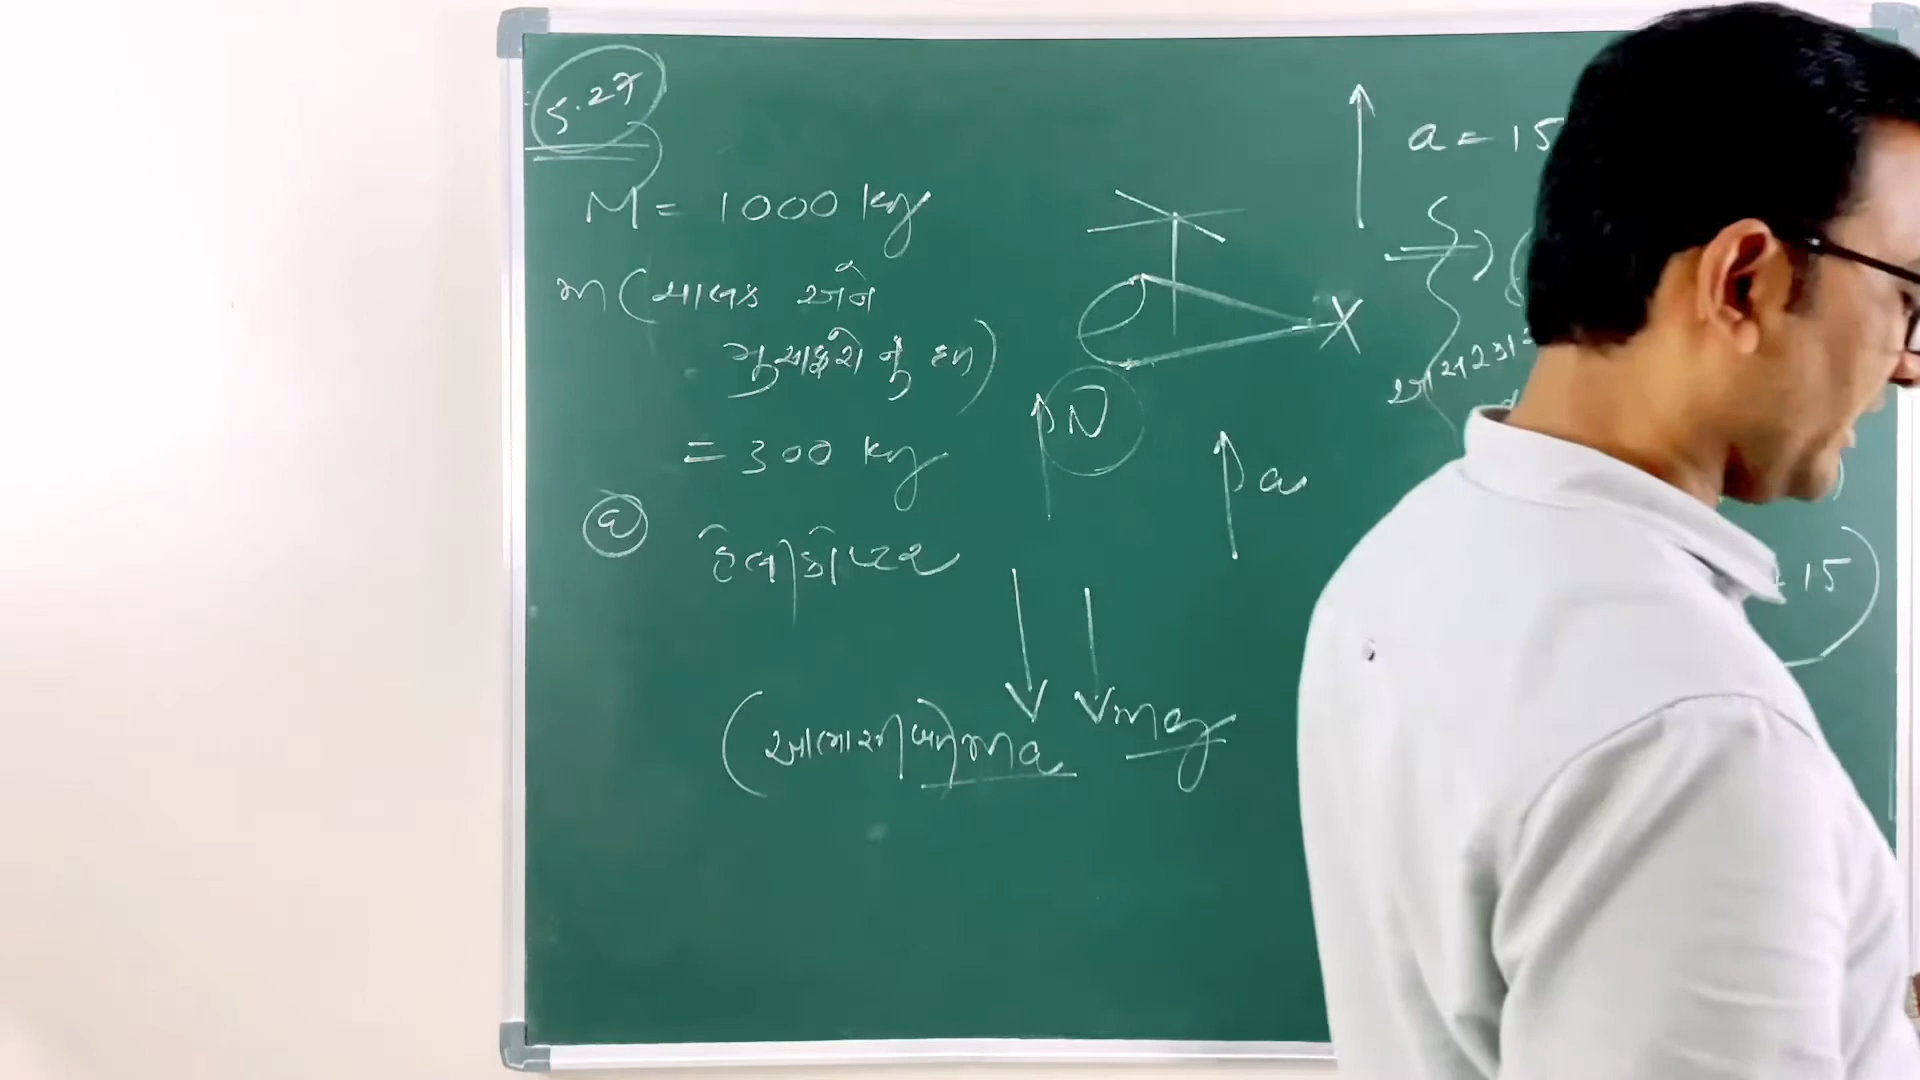 5.27
M = 1000 kg
m (ચાલક અને
મુસાફરોનું દળ)
= 300 kg
હેલીકોપ્ટર
(આભાસી બળ) ma
mg
N
a
a = 15
X
+ 15